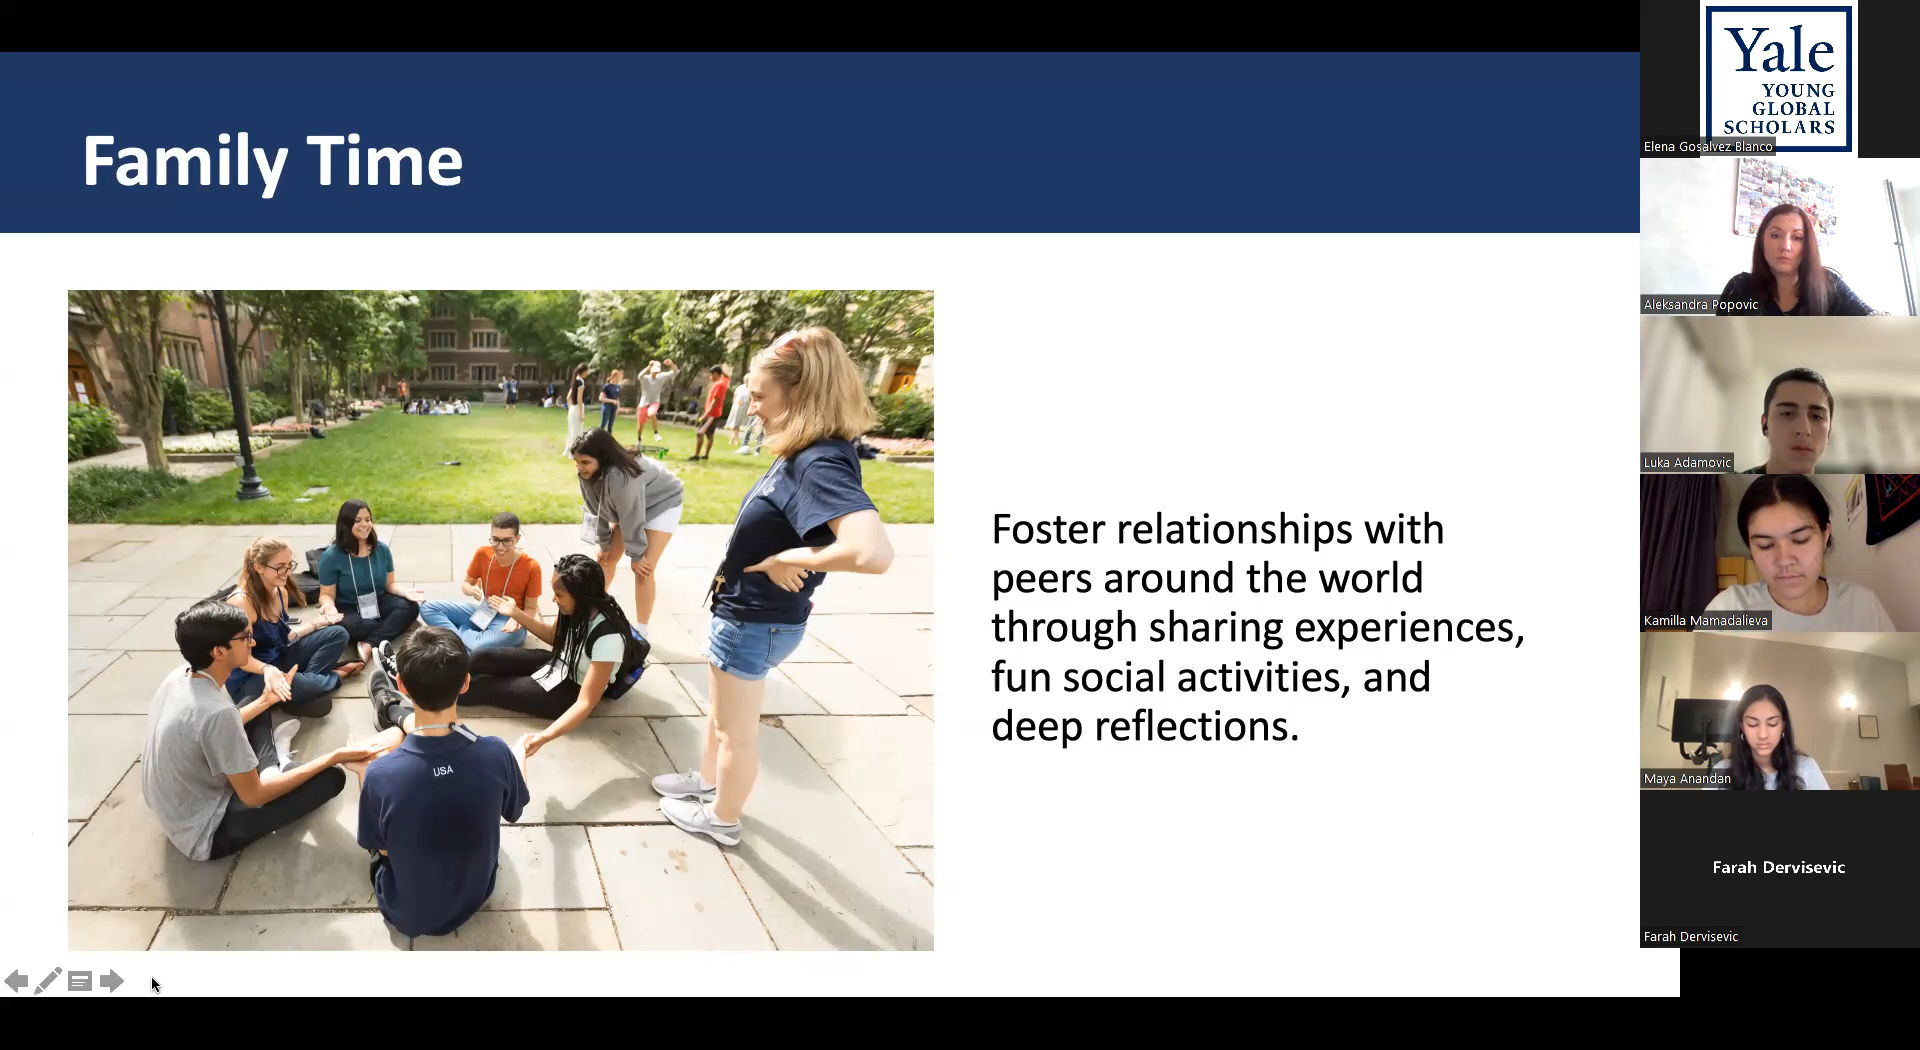 Family Time
USA
Foster relationships with
peers around the world
through sharing experiences,
fun social activities, and
deep reflections.
Yale
YOUNG
GLOBAL
SCHOLARS
Elena Gosalvez Blanco
Aleksandra Popovic
Luka Adamovic
Kamilla Mamadalieva
Maya Anandan
Farah Dervisevic
Farah Dervisevic